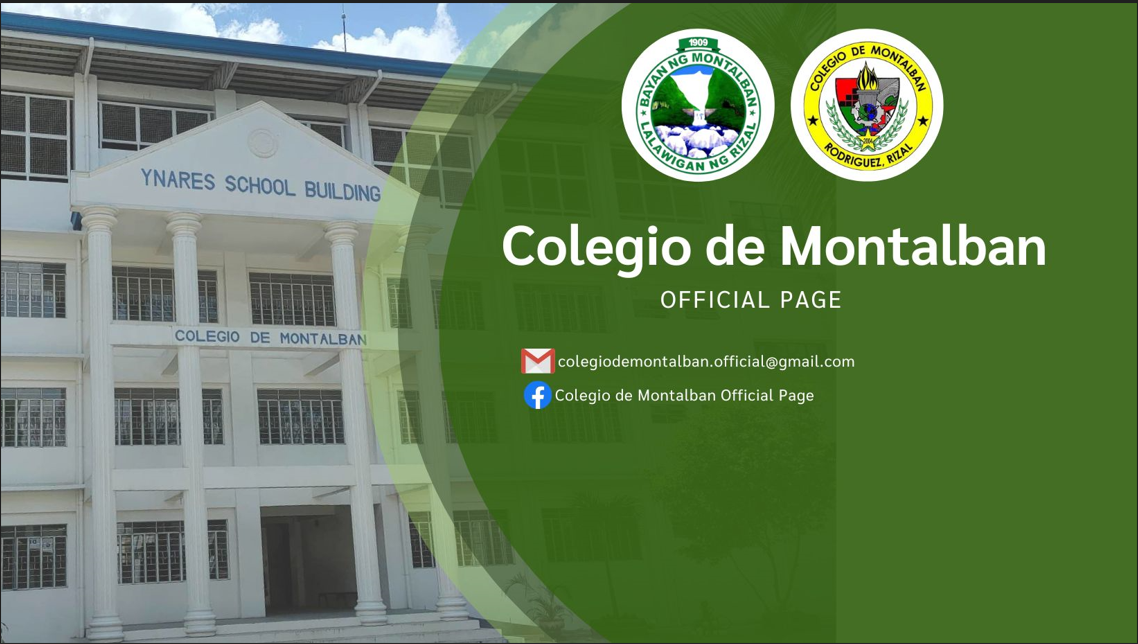 1909
BAYAN NG MONTALBAN
LALAWIGAN NG RIZAL
COLEGIO DE MONTALBAN
2004
RODRIGUEZ, RIZAL
YNARES SCHOOL BUILDING
Colegio de Montalban
OFFICIAL PAGE
COLEGIO DE MONTALBAN
colegiodemontalban.official@gmail.com
Colegio de Montalban Official Page